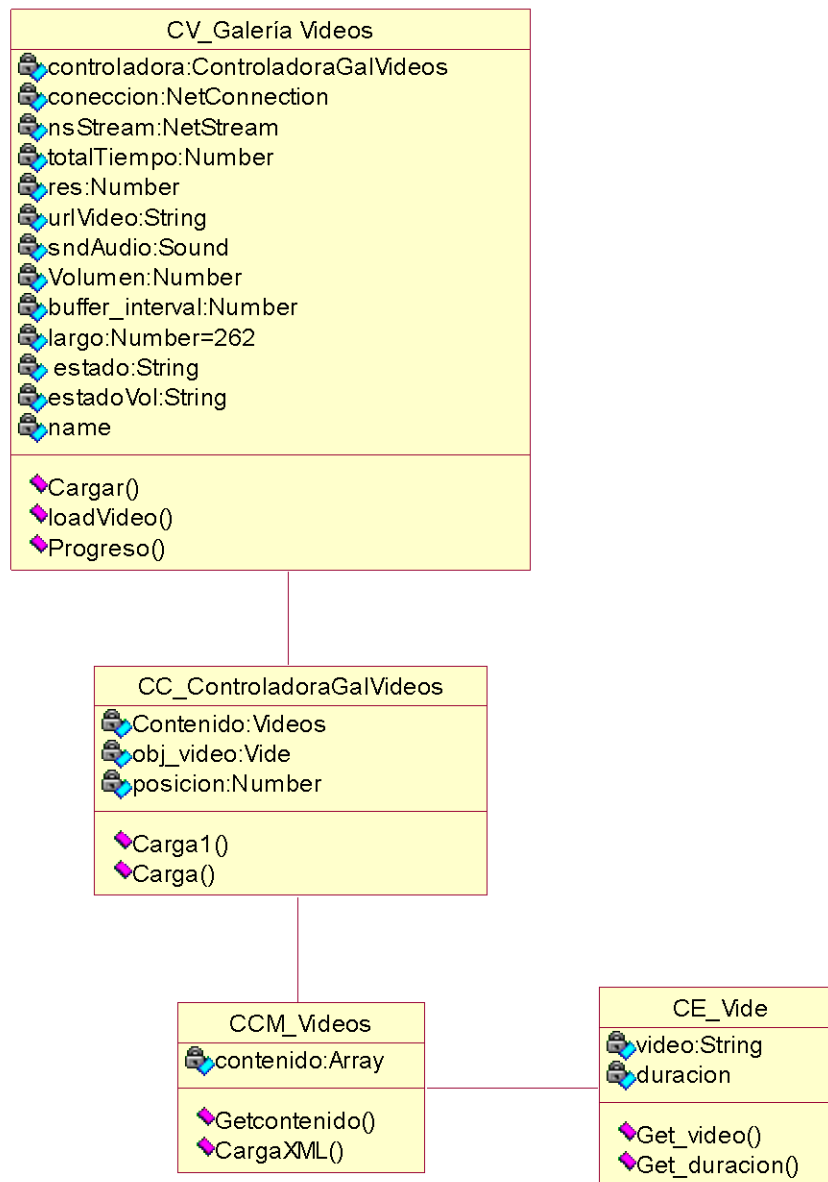 CV_Galería Videos
controladora:ControladoraGalVideos
coneccion:NetConnection
nsStream:NetStream
totalTiempo:Number
res:Number
urlVideo:String
sndAudio:Sound
Volumen:Number
buffer_interval:Number
largo:Number=262
estado:String
estadoVol:String
name
Cargar()
loadVideo()
Progreso()
CC_ControladoraGalVideos
Contenido:Videos
obj_video:Vide
posicion:Number
Carga1()
Carga()
CCM_Videos
contenido:Array
Getcontenido()
CargaXML()
CE_Vide
video:String
duracion
Get_video()
Get_duracion()